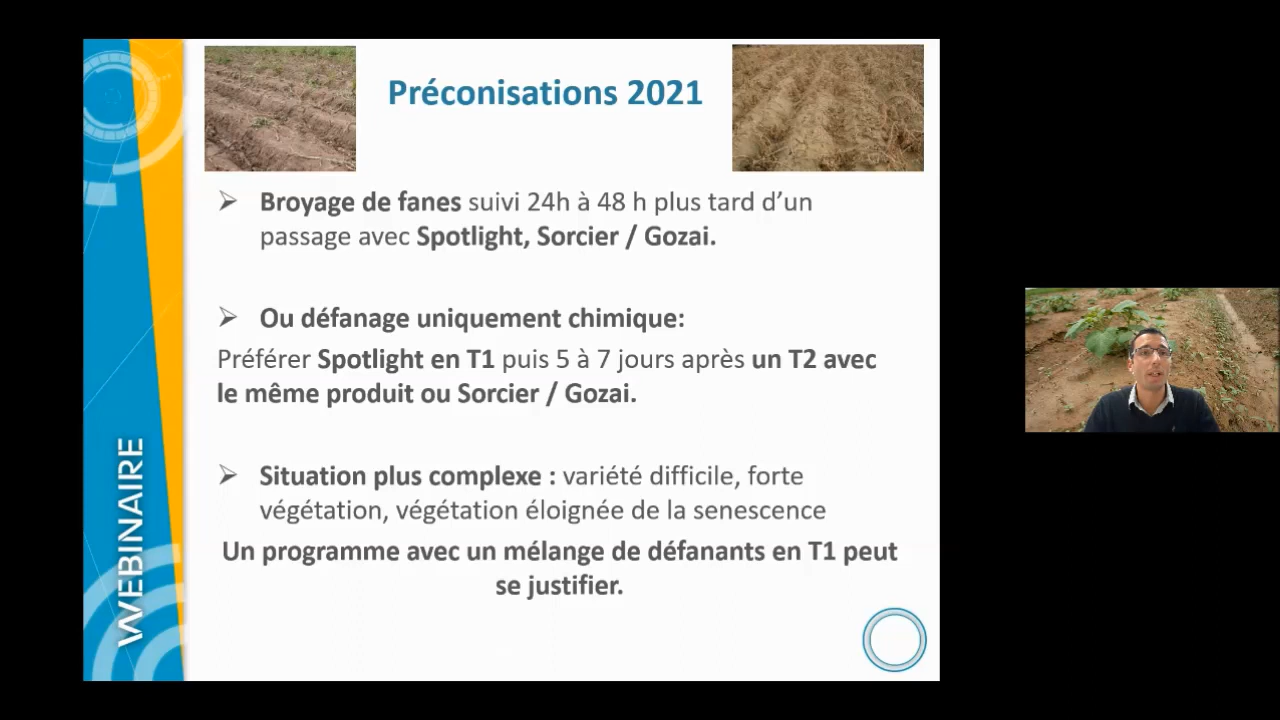 Préconisations 2021
Broyage de fanes suivi 24h à 48 h plus tard d’un
passage avec Spotlight, Sorcier / Gozai.
Ou défanage uniquement chimique:
Préférer Spotlight en T1 puis 5 à 7 jours après un T2 avec
le même produit ou Sorcier / Gozai.
Situation plus complexe : variété difficile, forte
végétation, végétation éloignée de la senescence
Un programme avec un mélange de défanants en T1 peut
se justifier.
WEBINAIRE